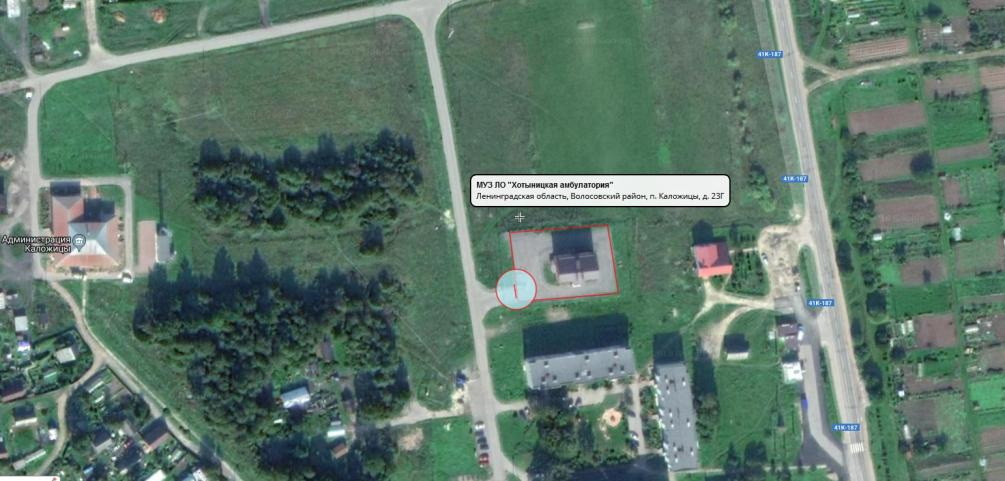 41К-187
МУЗ ЛО "Хотыницкая амбулатория"
Ленинградская область, Волосовский район, п. Каложицы, д. 23Г
41К-187
Администрация
Каложицы
41К-187
41К-187